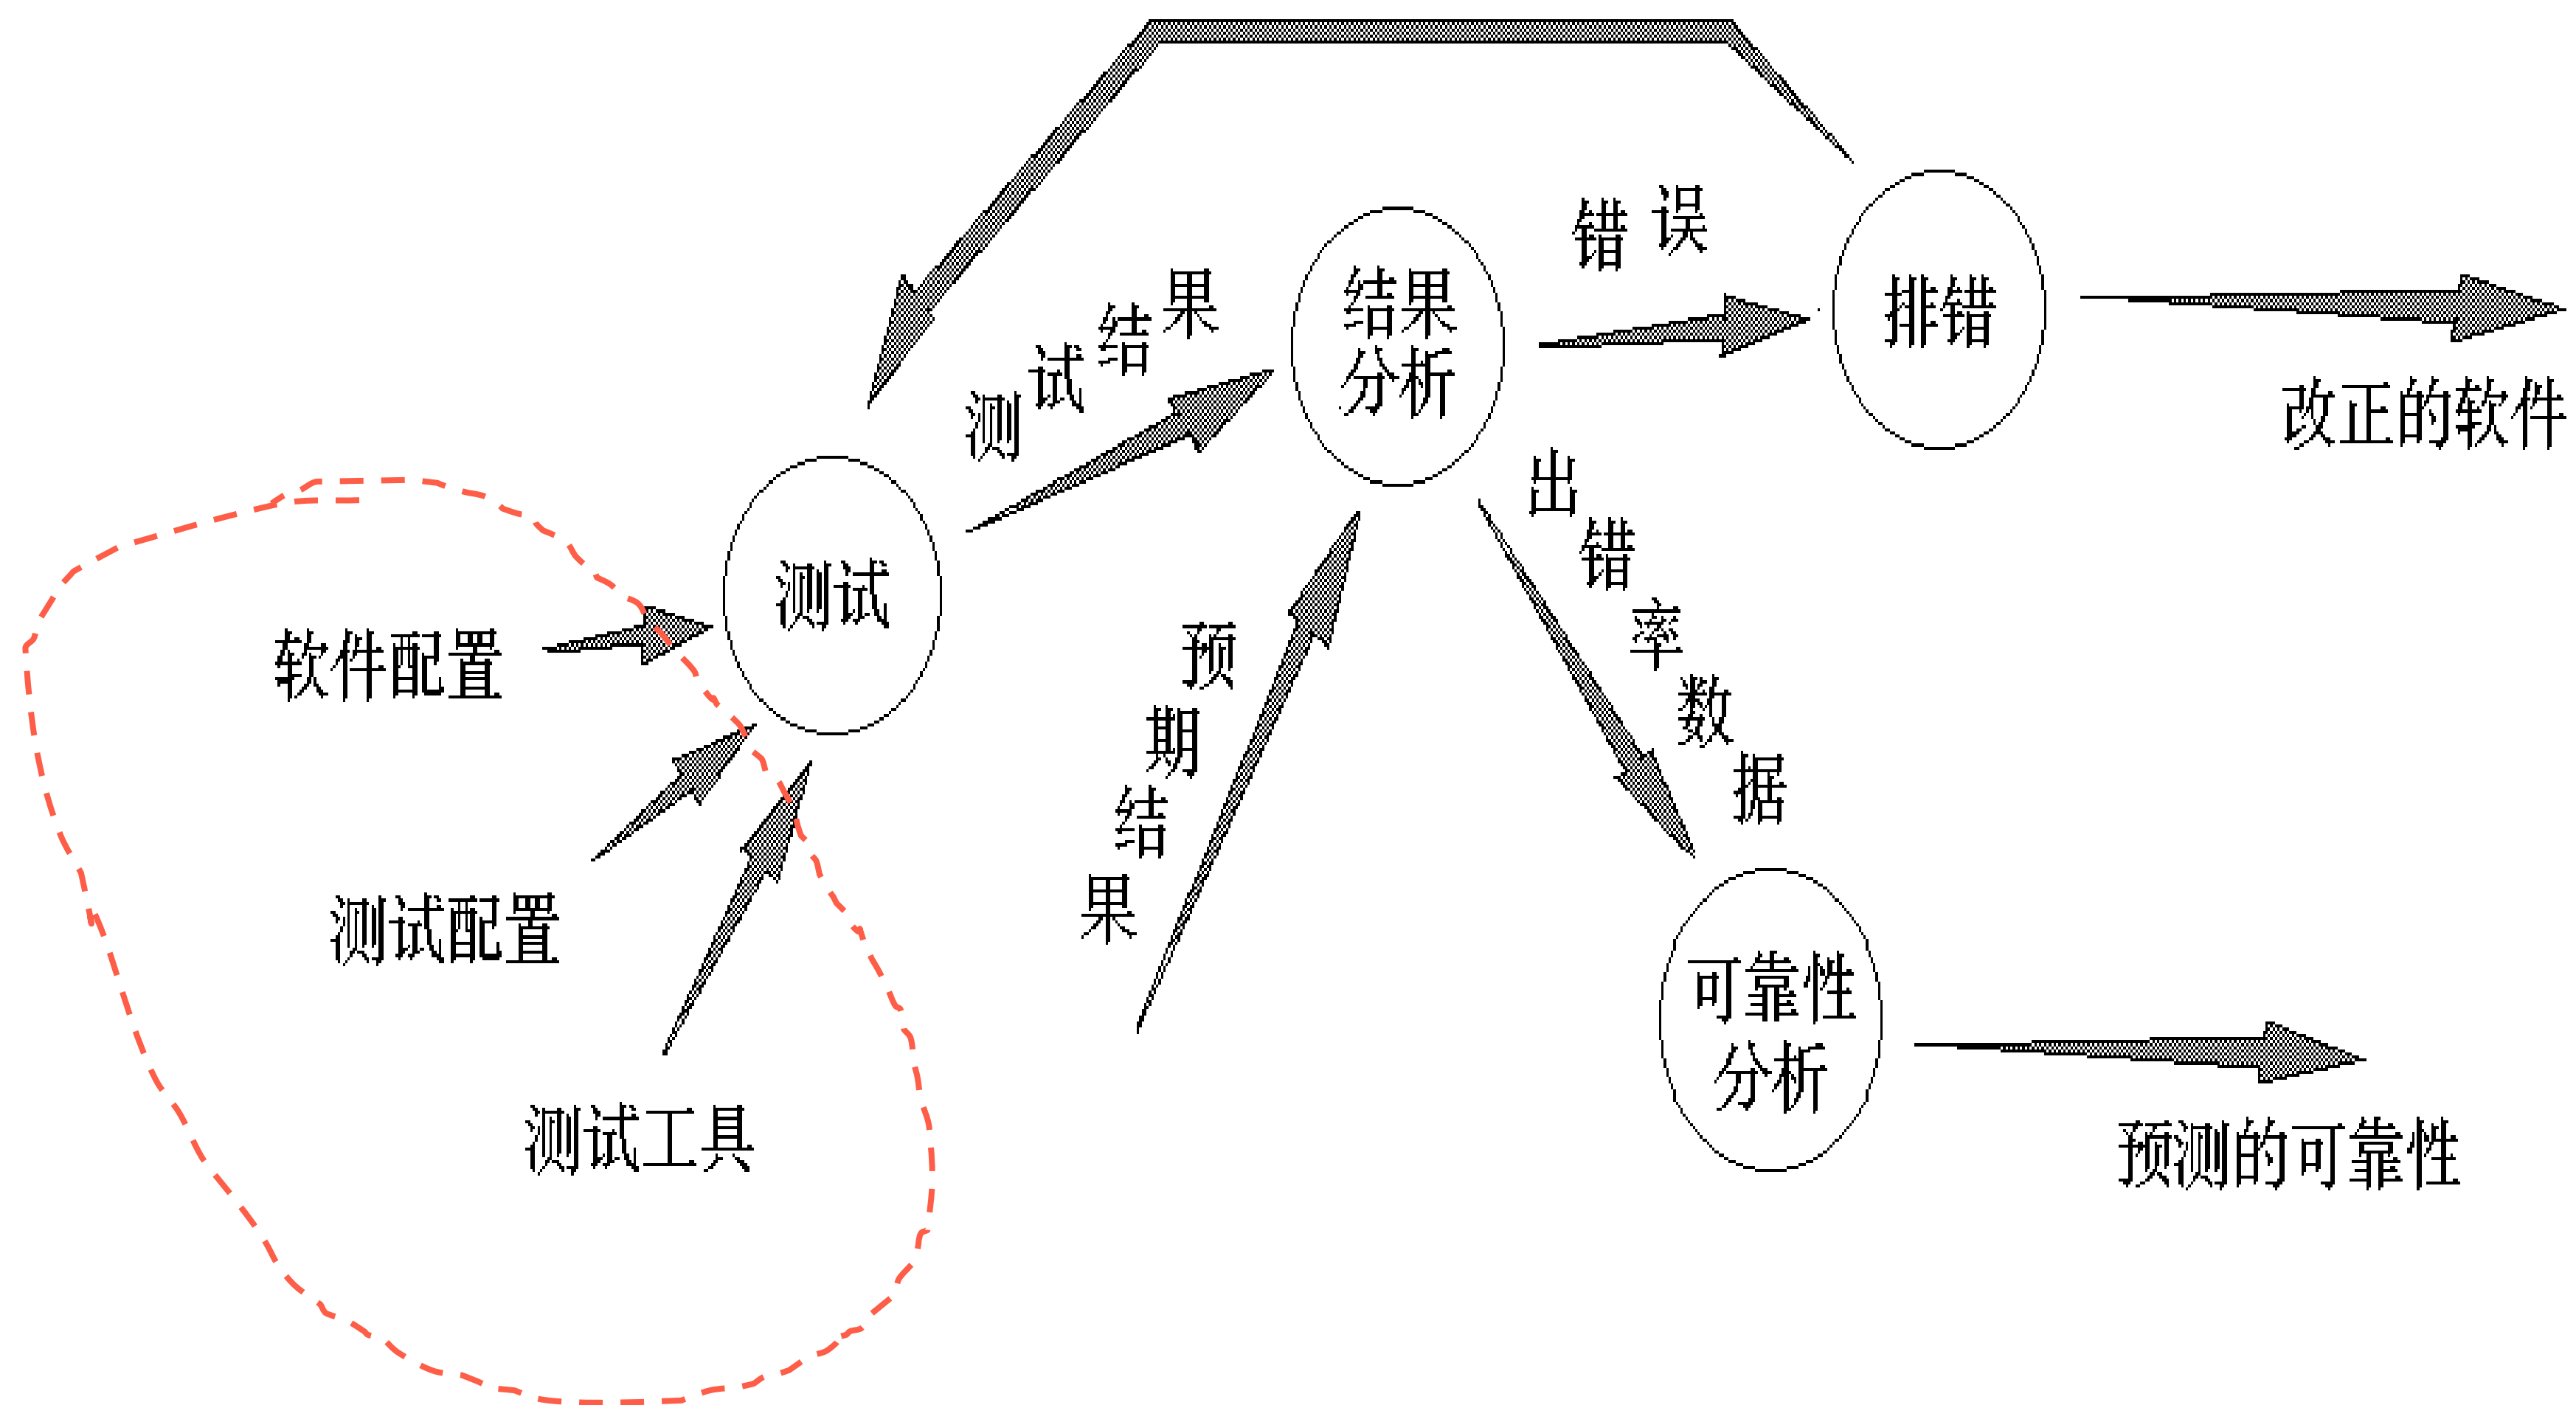 软件配置
测试配置
测试工具
测试
测试结果
预期结果
结果
分析
错误
出错率数据
排错
改正的软件
可靠性
分析
预测的可靠性